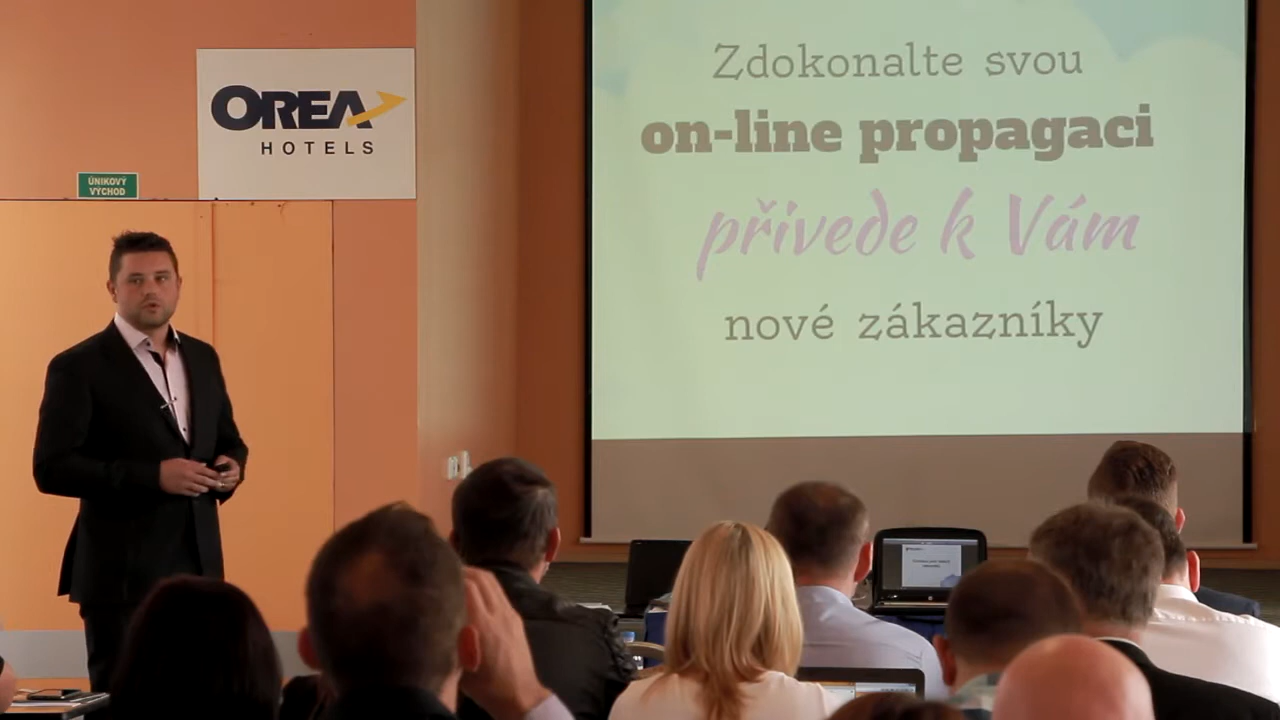 OREA
HOTELS
ÚNIKOVÝ
VÝCHOD
Zdokonalte svou
on-line propagaci
přivede k Vám
nové zákazníky